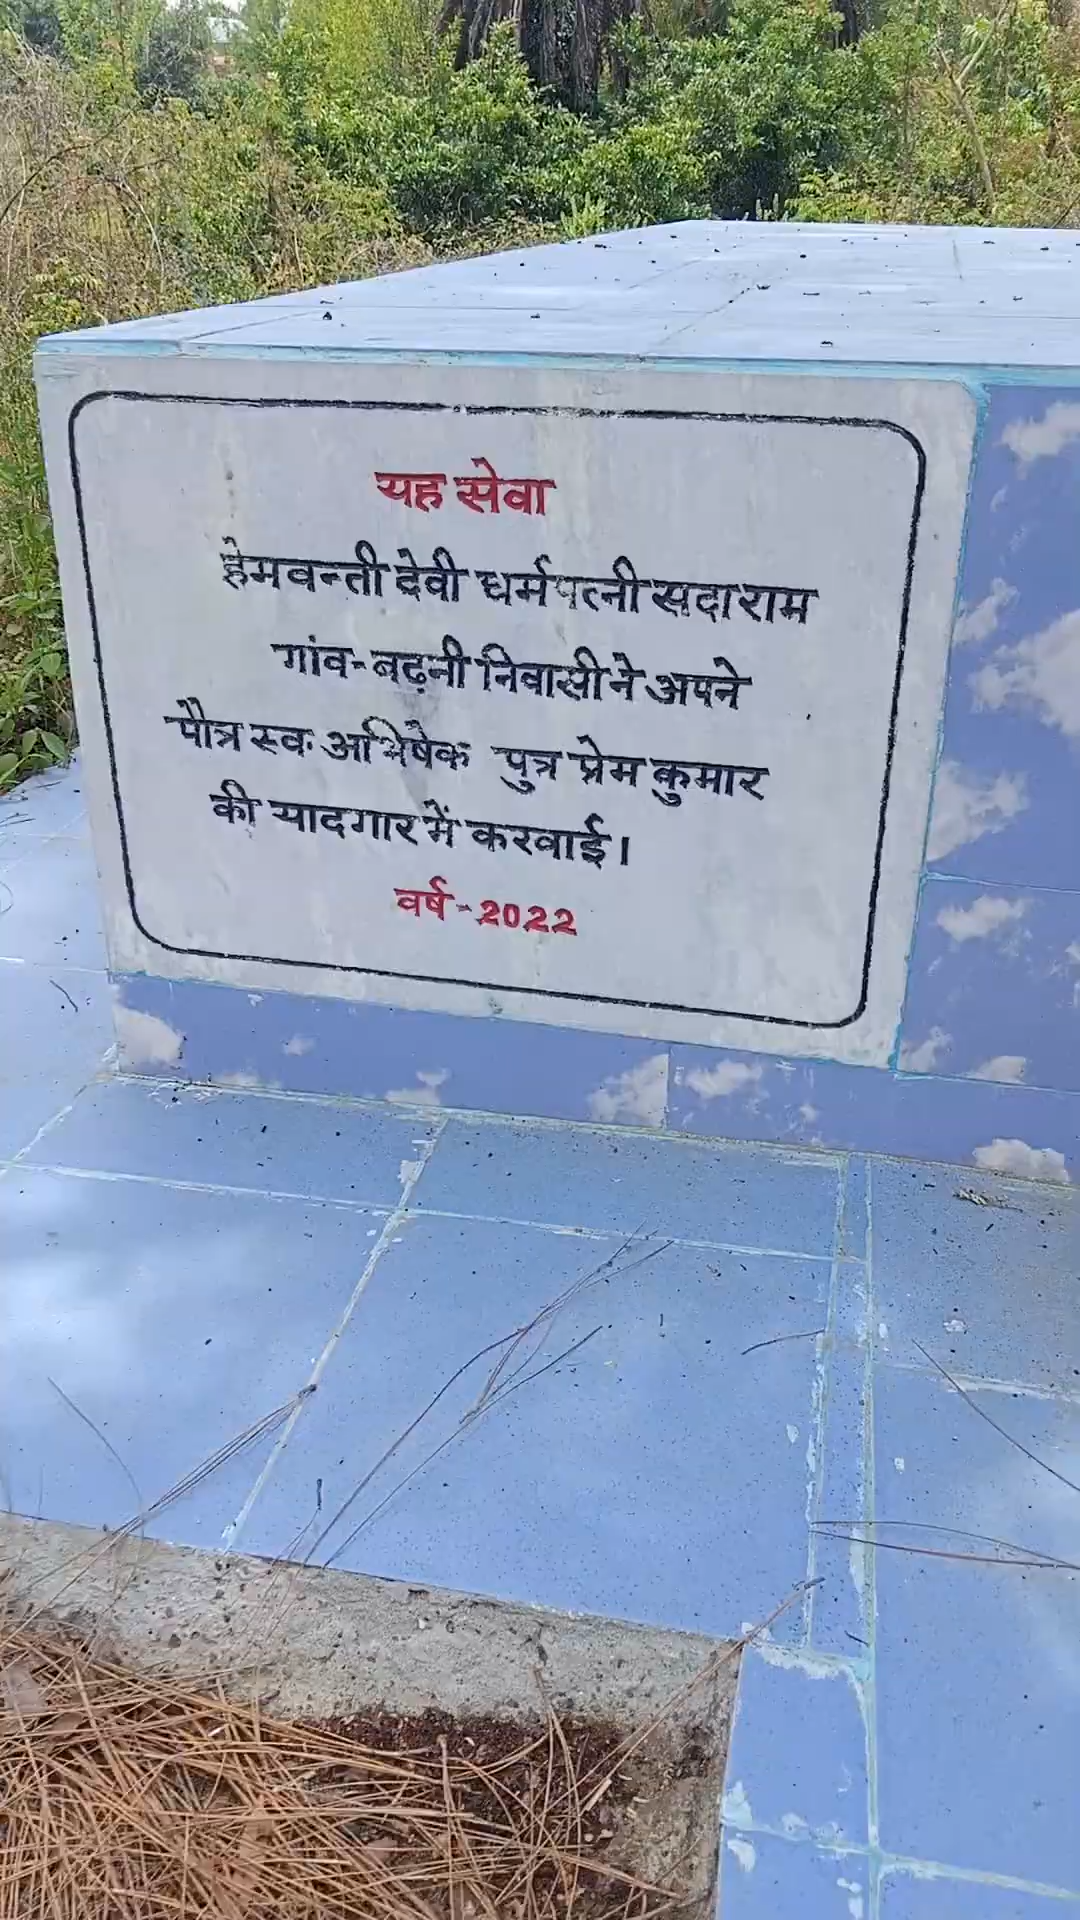 यह सेवा
हेमवन्ती देवी धर्मपत्नी सदाराम
गांव-बढ़नी निवासी ने अपने
पौत्र स्व. अभिषेक पुत्र प्रेम कुमार
की यादगार में करवाई।
वर्ष-2022